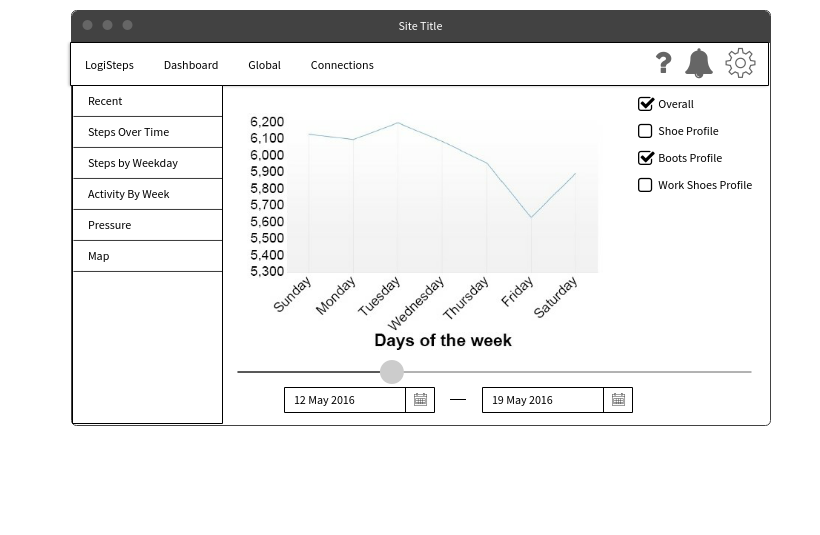 Site Title
LogiSteps Dashboard Global Connections ?
Recent
Steps Over Time
Steps by Weekday
Activity By Week
Pressure
Map
Overall
Shoe Profile
Boots Profile
Work Shoes Profile
6,200
6,100
6,000
5,900
5,800
5,700
5,600
5,500
5,400
5,300
Sunday Monday Tuesday Wednesday Thursday Friday Saturday
Days of the week
12 May 2016 — 19 May 2016